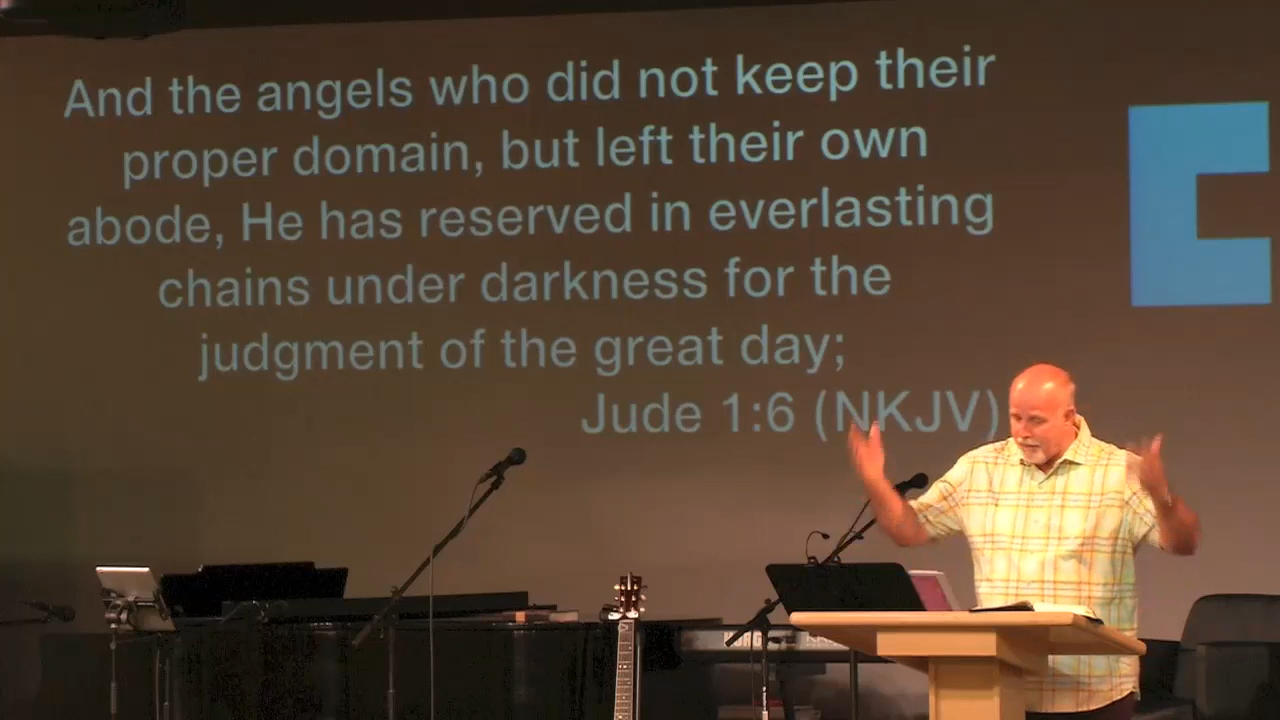 And the angels who did not keep their
proper domain, but left their own
abode, He has reserved in everlasting
chains under darkness for the
judgment of the great day;
Jude 1:6 (NKJV)
KORG